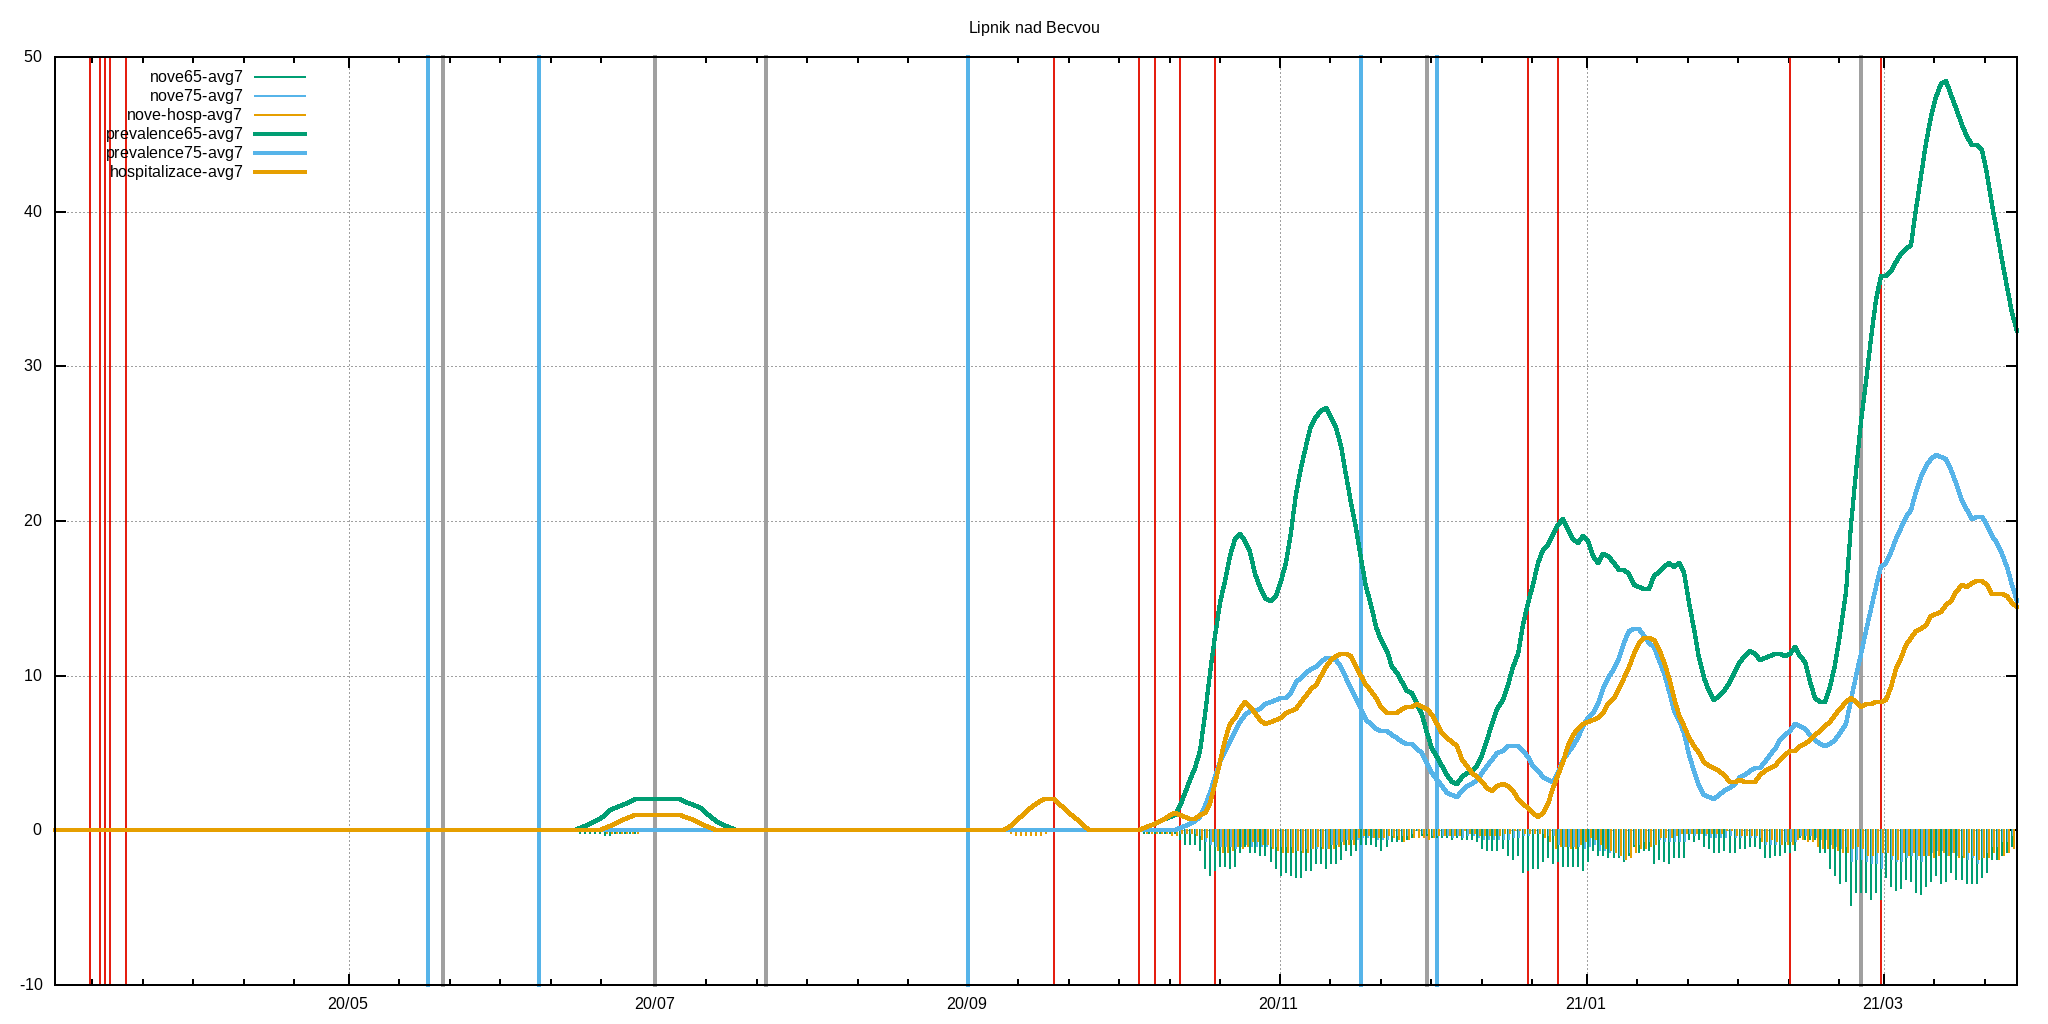 Lipnik nad Becvou
50
nove65-avg7
nove75-avg7
nove-hosp-avg7
prevalence65-avg7
prevalence75-avg7
hospitalizace-avg7
40
30
20
10
0
-10
20/05 20/07 20/09 20/11 21/01 21/03